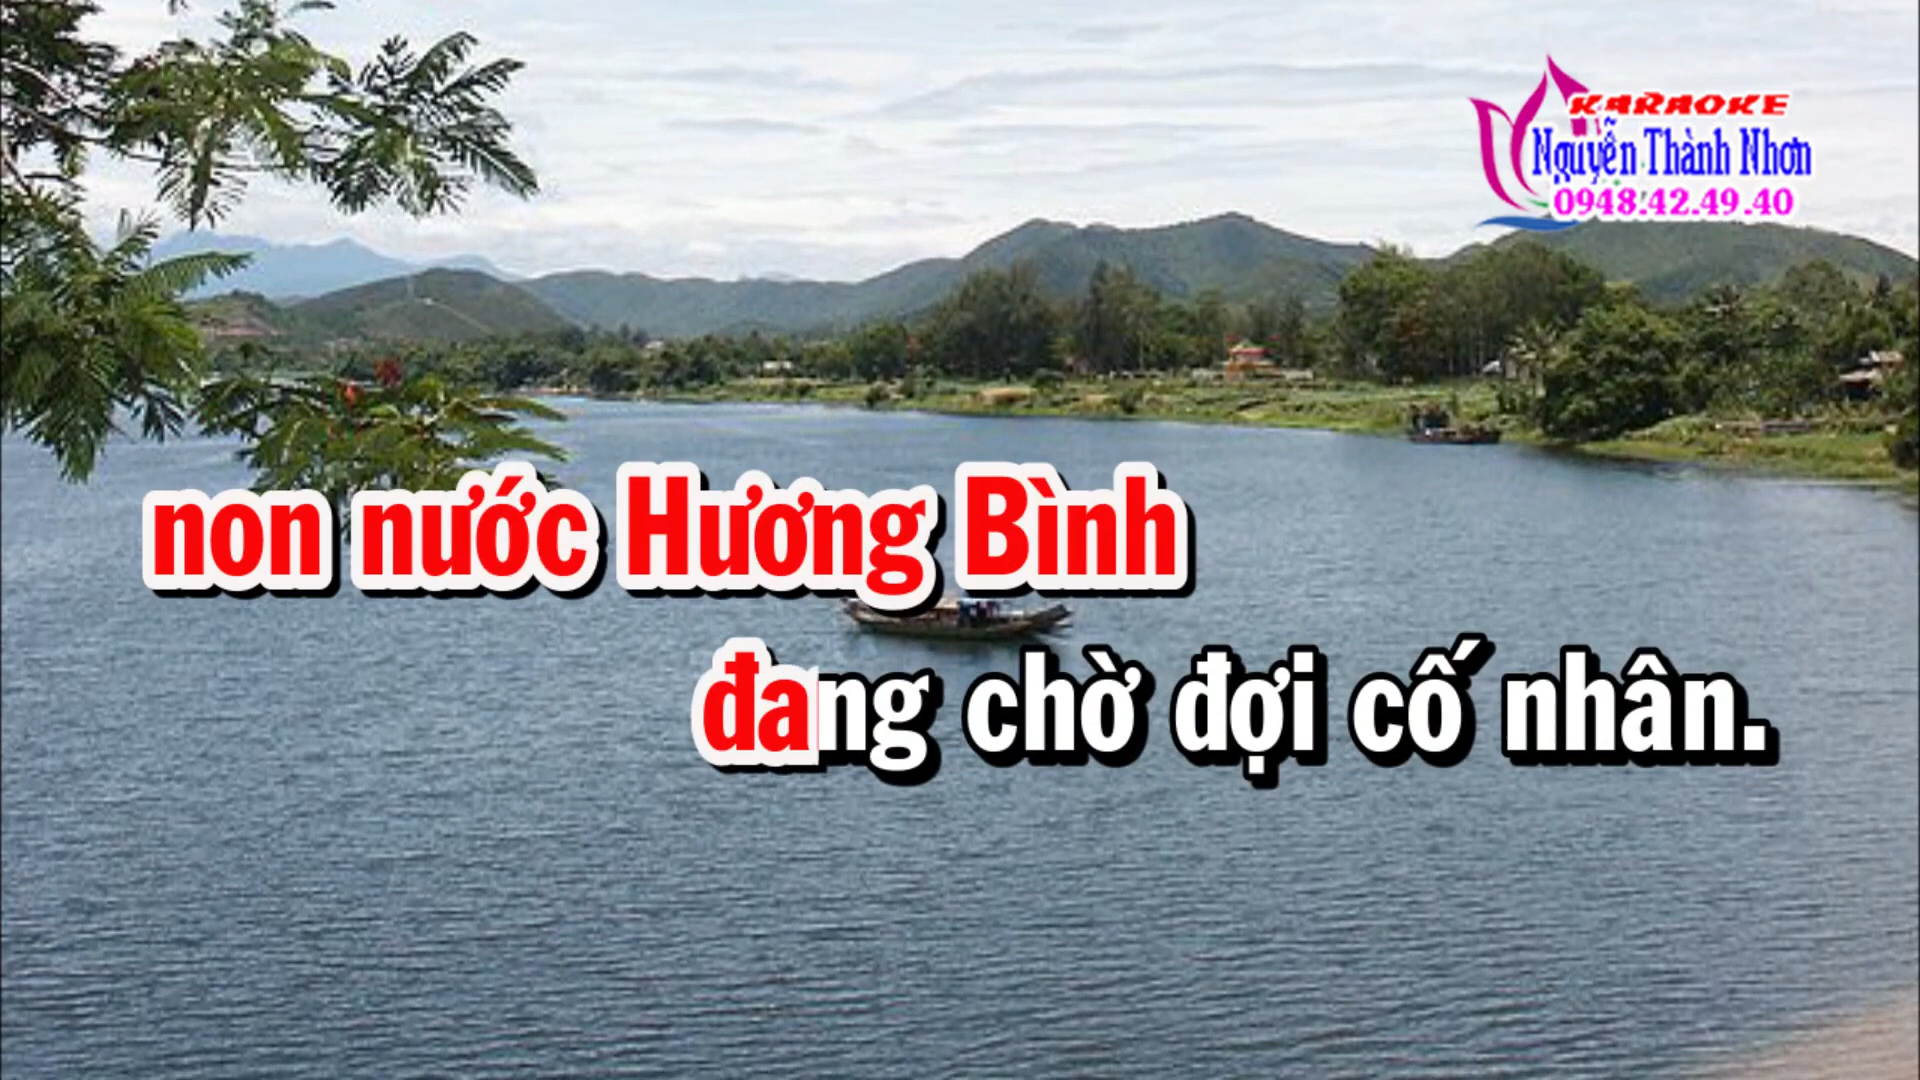 KARAOKE
Nguyễn Thành Nhơn
0948.42.49.40
non nước Hương Bình
đang chờ đợi cố nhân.